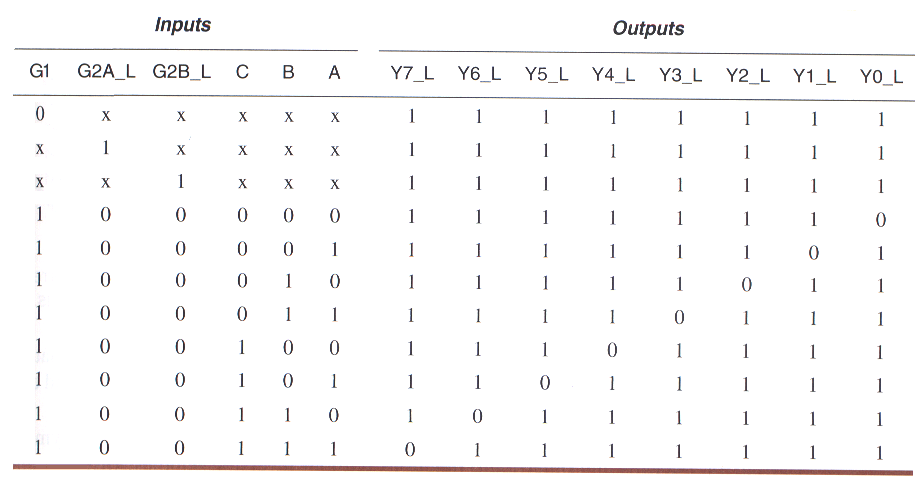 Inputs Outputs
G1 G2A_L G2B_L C B A Y7_L Y6_L Y5_L Y4_L Y3_L Y2_L Y1_L Y0_L
0 x x x x x 1 1 1 1 1 1 1 1
x 1 x x x x 1 1 1 1 1 1 1 1
x x 1 x x x 1 1 1 1 1 1 1 1
1 0 0 0 0 0 1 1 1 1 1 1 1 0
1 0 0 0 0 1 1 1 1 1 1 1 0 1
1 0 0 0 1 0 1 1 1 1 1 0 1 1
1 0 0 0 1 1 1 1 1 1 0 1 1 1
1 0 0 1 0 0 1 1 1 0 1 1 1 1
1 0 0 1 0 1 1 1 0 1 1 1 1 1
1 0 0 1 1 0 1 0 1 1 1 1 1 1
1 0 0 1 1 1 0 1 1 1 1 1 1 1